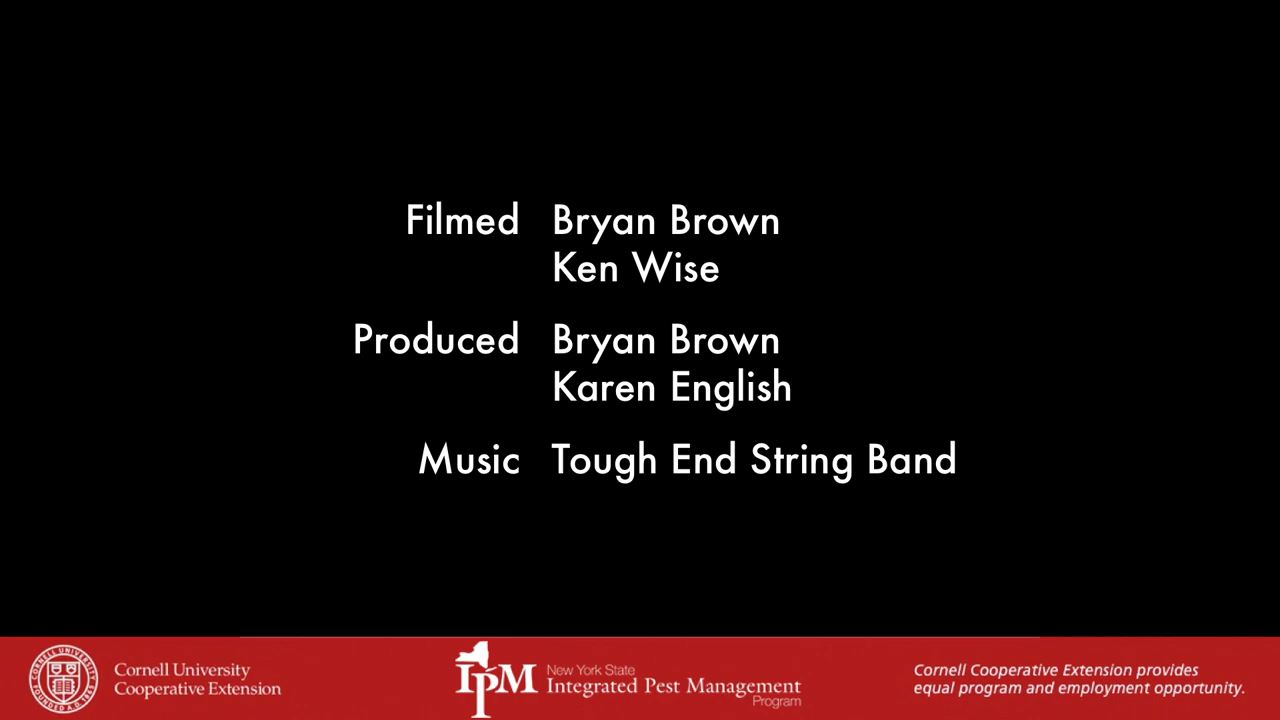 Filmed Bryan Brown
Ken Wise
Produced Bryan Brown
Karen English
Music Tough End String Band
Cornell University
Cooperative Extension
IPM
New York State
Integrated Pest Management
Program
Cornell Cooperative Extension provides
equal program and employment opportunity.